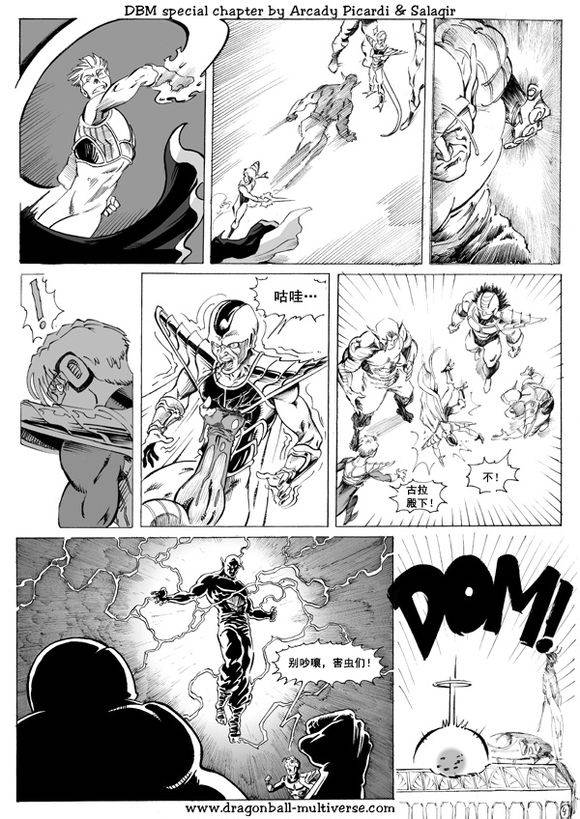 DBM special chapter by Arcady Picardi & Salagir
!
咕哇…
古拉
殿下!
不!
别吵嚷，害虫们!
DOM!
www.dragonball-multiverse.com